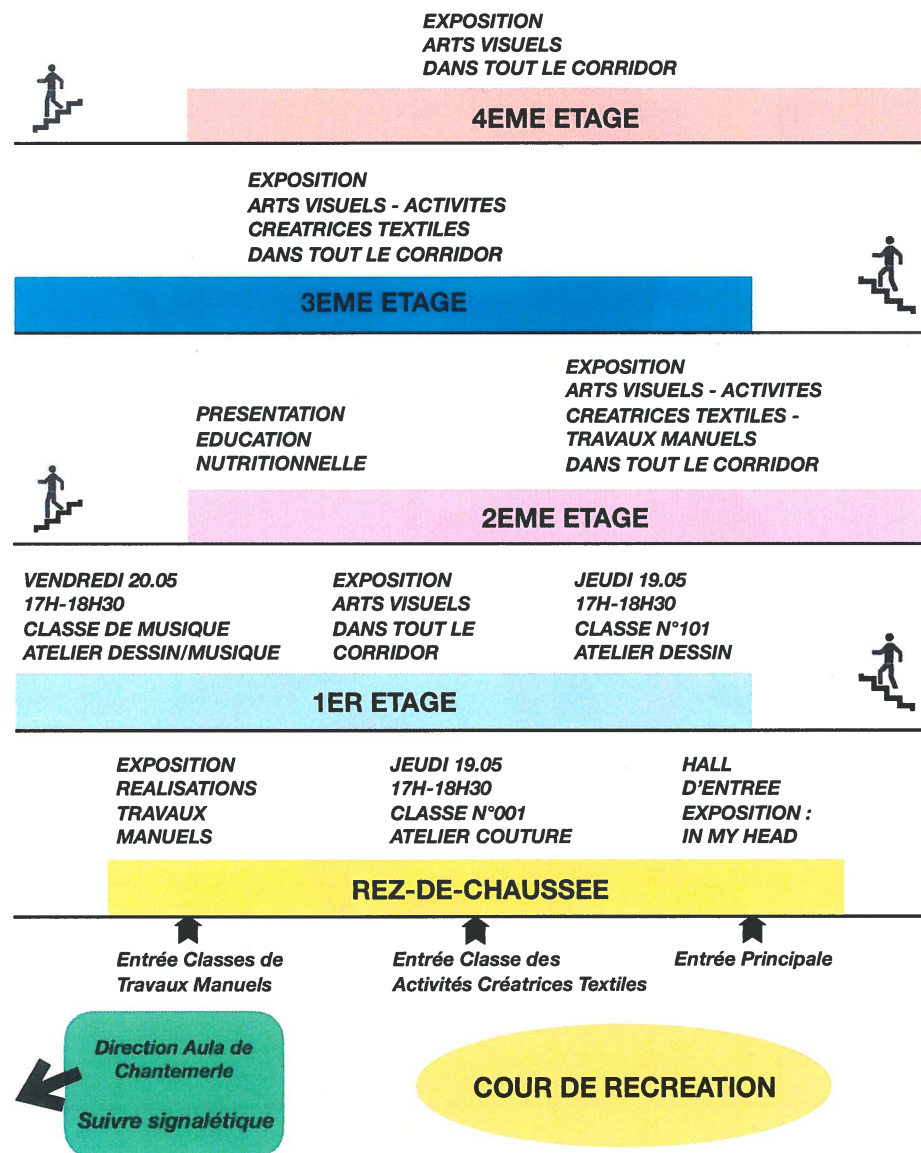 EXPOSITION
ARTS VISUELS
DANS TOUT LE CORRIDOR
4EME ETAGE
EXPOSITION
ARTS VISUELS - ACTIVITES
CREATRICES TEXTILES
DANS TOUT LE CORRIDOR
3EME ETAGE
PRESENTATION
EDUCATION
NUTRITIONNELLE
EXPOSITION
ARTS VISUELS - ACTIVITES
CREATRICES TEXTILES -
TRAVAUX MANUELS
DANS TOUT LE CORRIDOR
2EME ETAGE
VENDREDI 20.05
17H-18H30
CLASSE DE MUSIQUE
ATELIER DESSIN/MUSIQUE
EXPOSITION
ARTS VISUELS
DANS TOUT LE
CORRIDOR
JEUDI 19.05
17H-18H30
CLASSE N°101
ATELIER DESSIN
1ER ETAGE
EXPOSITION
REALISATIONS
TRAVAUX
MANUELS
JEUDI 19.05
17H-18H30
CLASSE N°001
ATELIER COUTURE
HALL
D'ENTREE
EXPOSITION :
IN MY HEAD
REZ-DE-CHAUSSEE
Entrée Classes de
Travaux Manuels
Entrée Classe des
Activités Créatrices Textiles
Entrée Principale
Direction Aula de
Chantemerle
Suivre signalétique
COUR DE RECREATION